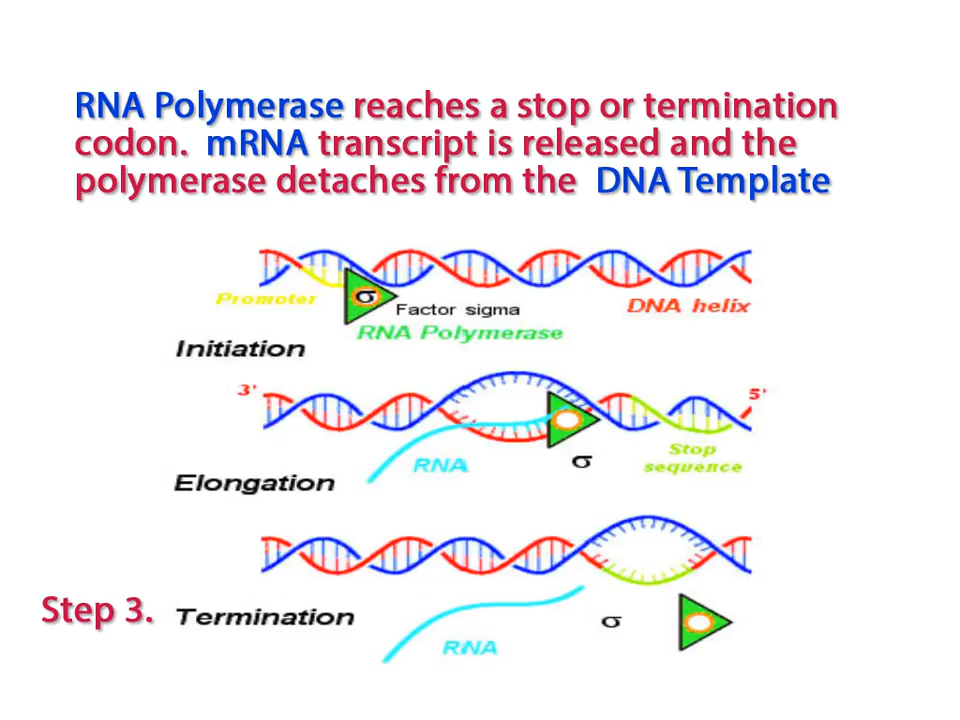 RNA Polymerase reaches a stop or termination
codon.  mRNA transcript is released and the
polymerase detaches from the  DNA Template
Promoter
σ
Factor sigma
DNA helix
RNA Polymerase
Initiation
3'
5'
RNA
σ
Stop
sequence
Elongation
Step 3.
Termination
σ
RNA